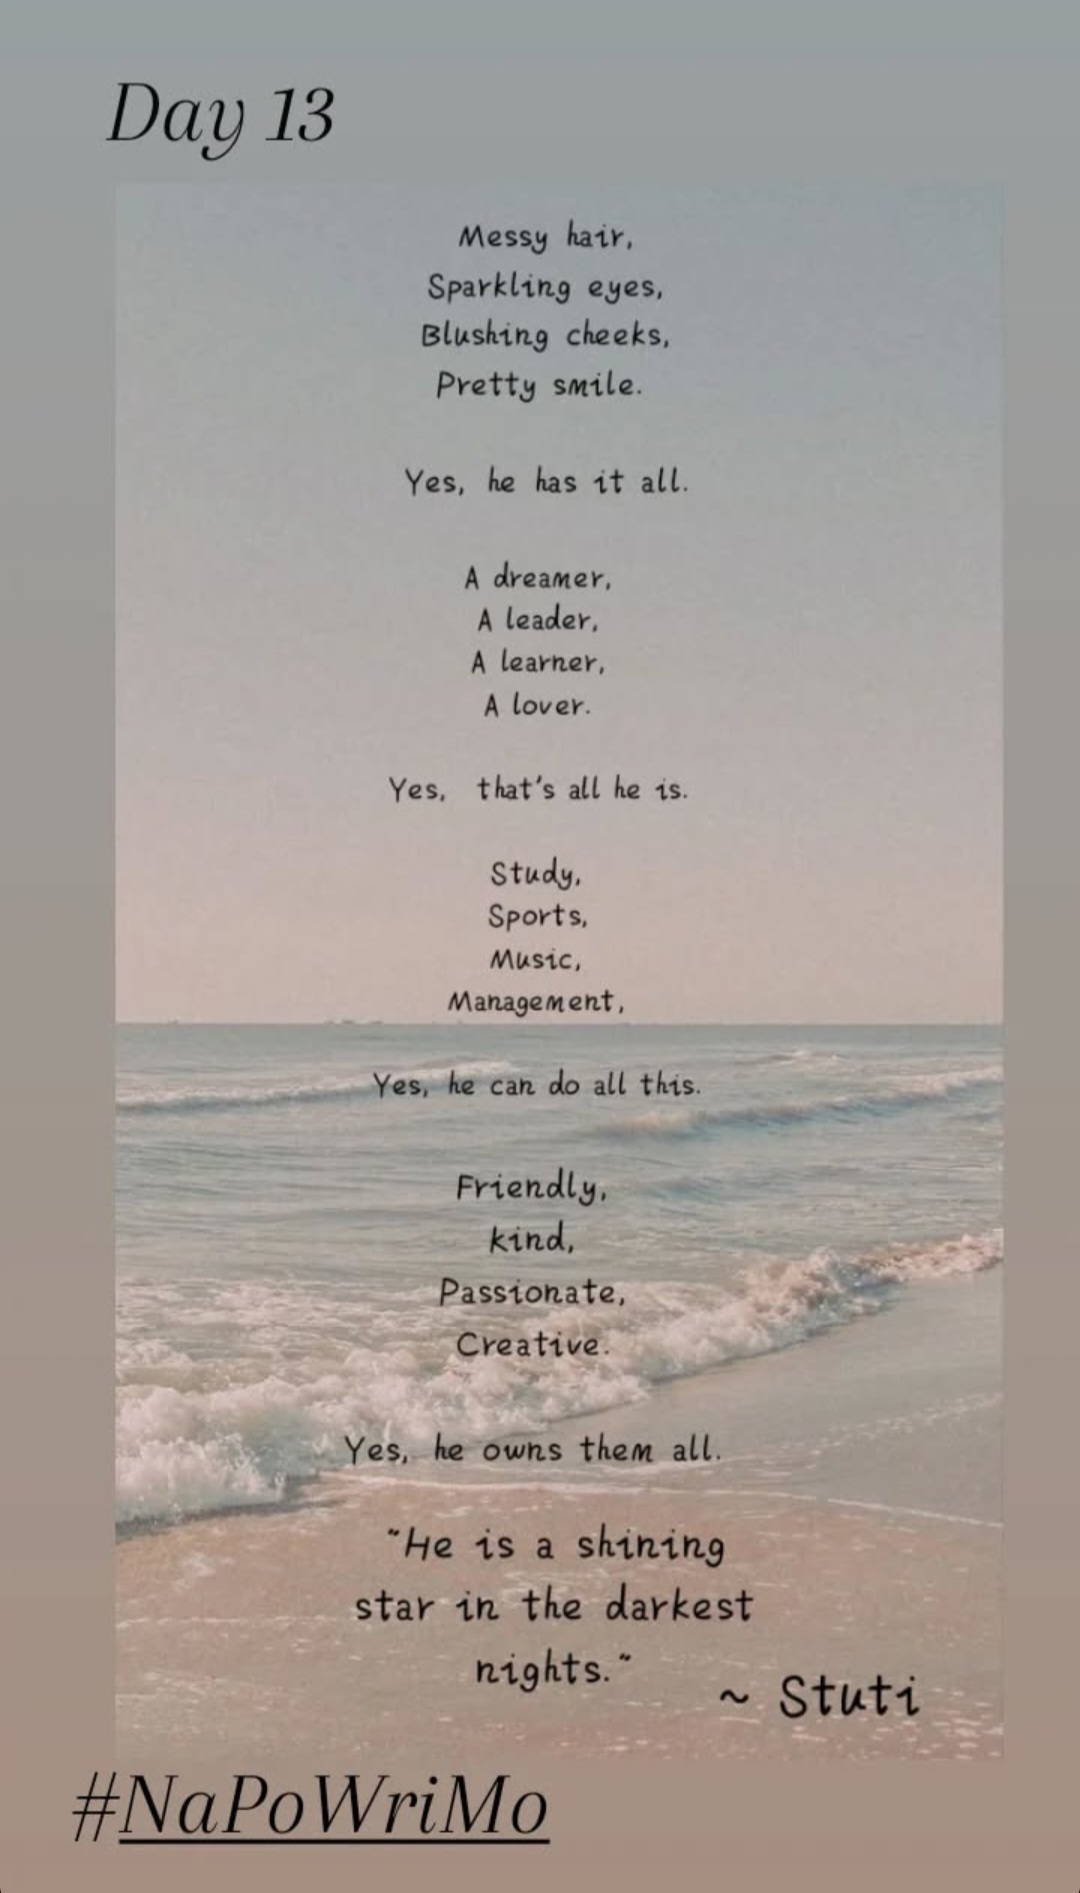 Day 13
Messy hair,
Sparkling eyes,
Blushing cheeks,
Pretty smile.
Yes, he has it all.
A dreamer,
A leader,
A learner,
A lover.
Yes, that's all he is.
Study,
Sports,
Music,
Management,
Yes, he can do all this.
Friendly,
kind,
Passionate,
Creative.
Yes, he owns them all.
"He is a shining
star in the darkest
nights."
~ Stuti
#NaPoWriMo